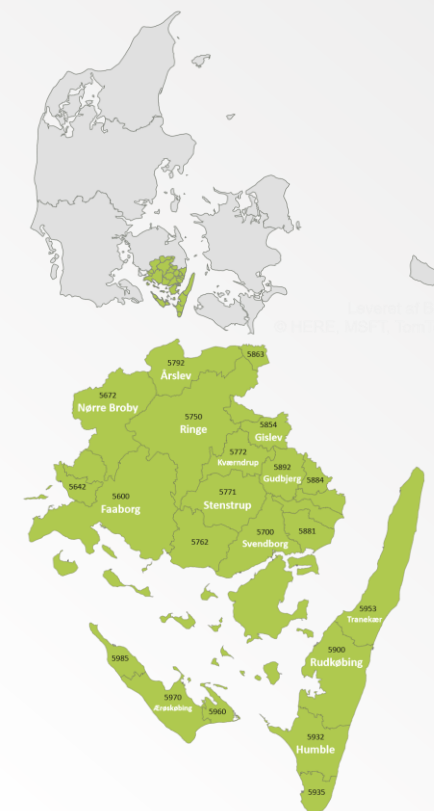 5863
5792
Årslev
5672
Nørre Broby
5750
Ringe
5854
Gislev
5772
Kværndrup
5892
Gudbjerg
5884
5642
5600
Faaborg
5771
Stenstrup
5700
Svendborg
5881
5762
5953
Tranekær
5900
Rudkøbing
5985
5970
Ærøskøbing
5960
5932
Humble
5935